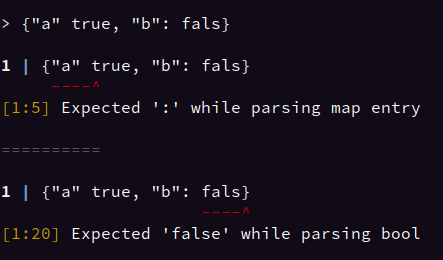 > {"a" true, "b": fals}
1 | {"a" true, "b": fals}
~~~~^
[1:5] Expected ':' while parsing map entry
==========
1 | {"a" true, "b": fals}
~~~~^
[1:20] Expected 'false' while parsing bool